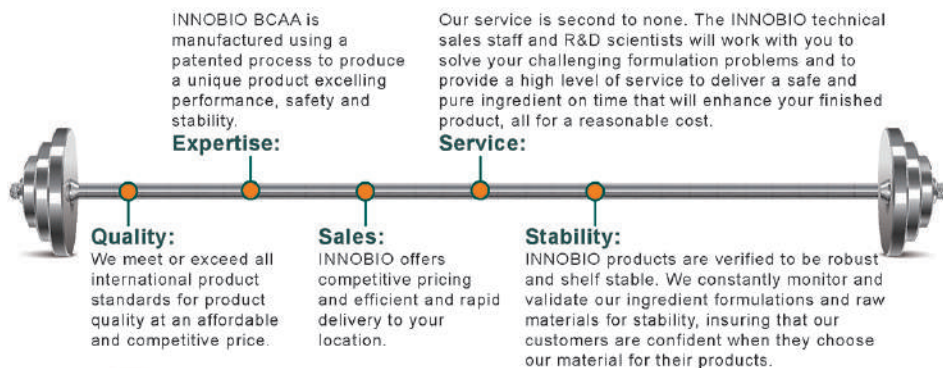 INNOBIO BCAA is
manufactured using a
patented process to produce
a unique product excelling
performance, safety and
stability.
Expertise:
Our service is second to none. The INNOBIO technical
sales staff and R&D scientists will work with you to
solve your challenging formulation problems and to
provide a high level of service to deliver a safe and
pure ingredient on time that will enhance your finished
product, all for a reasonable cost.
Service:
Quality:
We meet or exceed all
international product
standards for product
quality at an affordable
and competitive price.
Sales:
INNOBIO offers
competitive pricing
and efficient and rapid
delivery to your
location.
Stability:
INNOBIO products are verified to be robust
and shelf stable. We constantly monitor and
validate our ingredient formulations and raw
materials for stability, insuring that our
customers are confident when they choose
our material for their products.